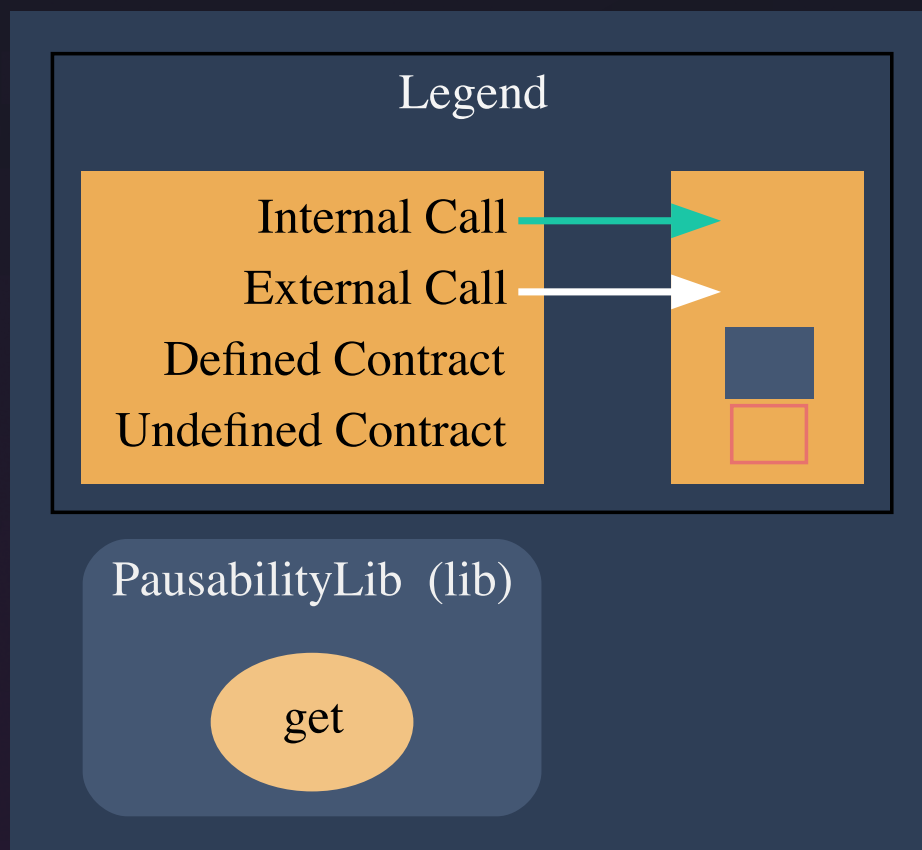 Legend
Internal Call
External Call
Defined Contract
Undefined Contract
PausabilityLib (lib)
get